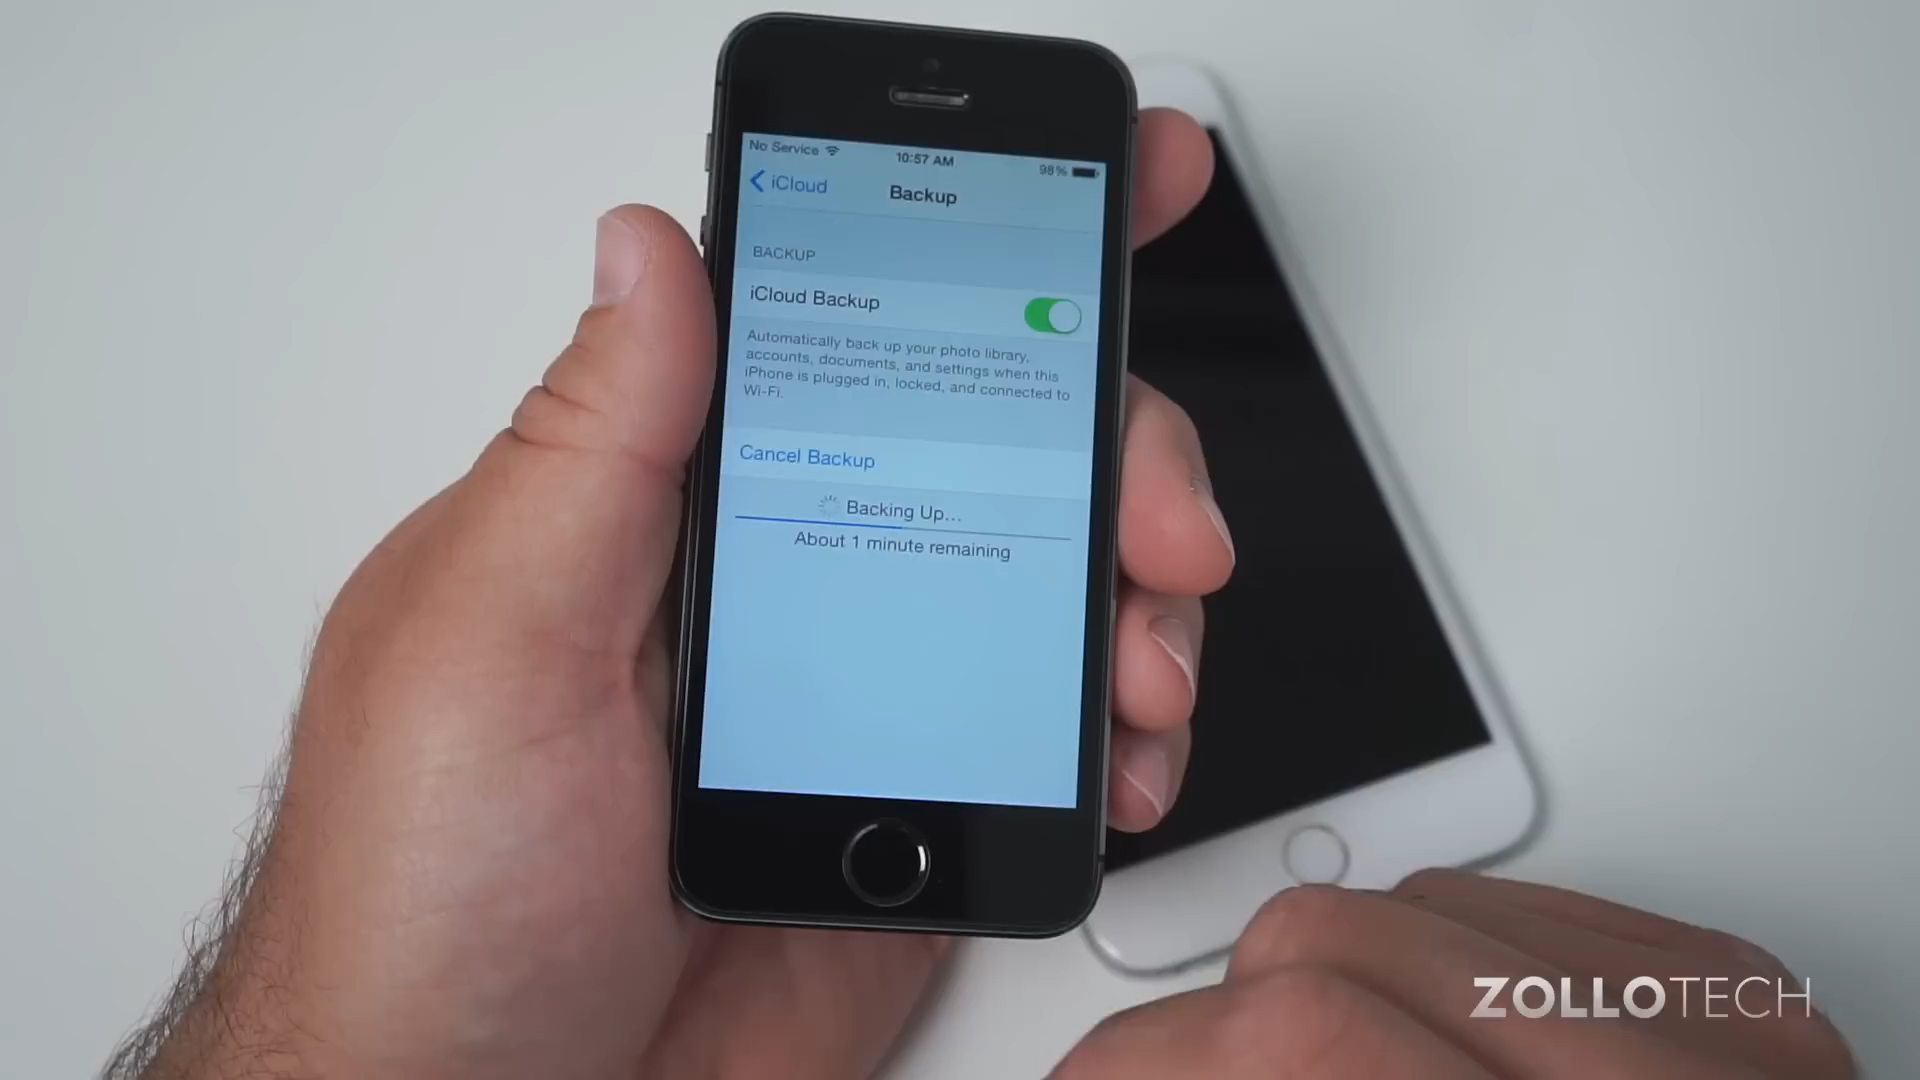 No Service
10:57 AM
98%
iCloud
Backup
BACKUP
iCloud Backup
Automatically back up your photo library,
accounts, documents, and settings when this
iPhone is plugged in, locked, and connected to
Wi-Fi.
Cancel Backup
Backing Up...
About 1 minute remaining
ZOLLOTECH